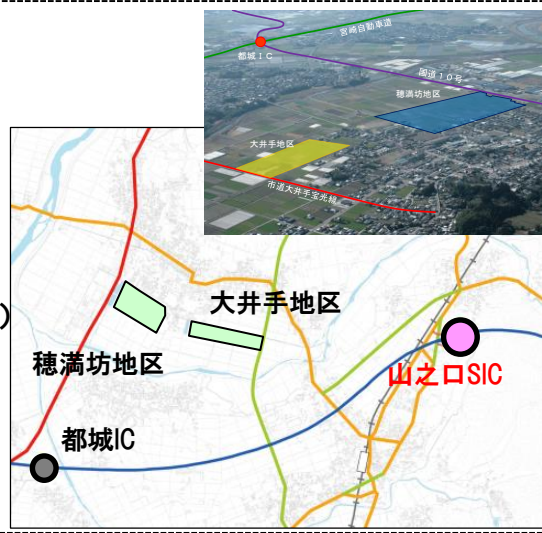 宮崎自動車道
都城IC
国道10号
穂満坊地区
大井手地区
市道大井手宝光線
)
大井手地区
穂満坊地区
山之口SIC
都城IC